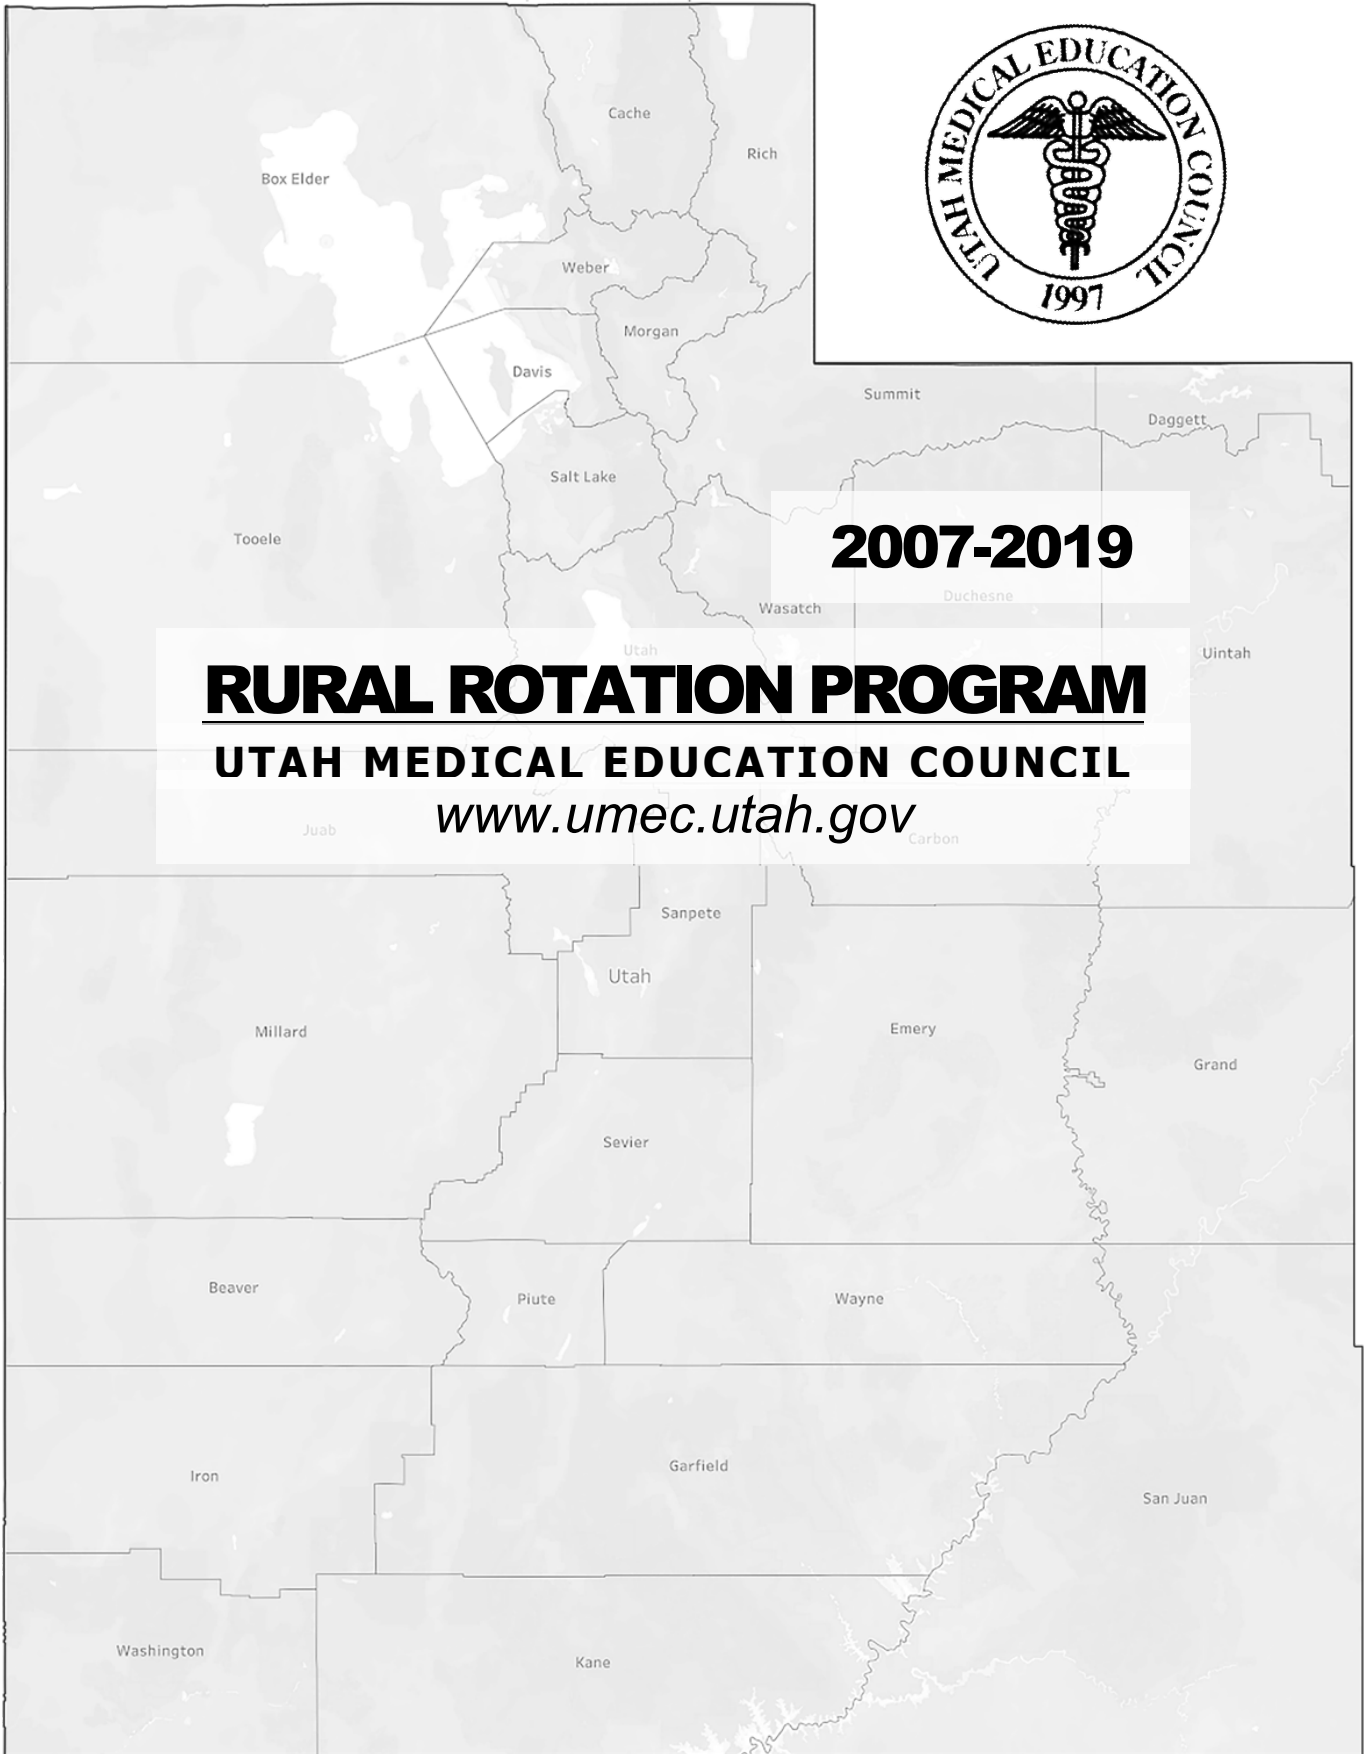 UTAH MEDICAL EDUCATION COUNCIL
1997
Cache
Rich
Box Elder
Weber
Morgan
Davis
Summit
Daggett
Salt Lake
Tooele
2007-2019
Duchesne
Wasatch
Utah
Uintah
RURAL ROTATION PROGRAM
UTAH MEDICAL EDUCATION COUNCIL
www.umec.utah.gov
Juab
Carbon
Sanpete
Utah
Millard
Emery
Grand
Sevier
Beaver
Piute
Wayne
Iron
Garfield
San Juan
Washington
Kane